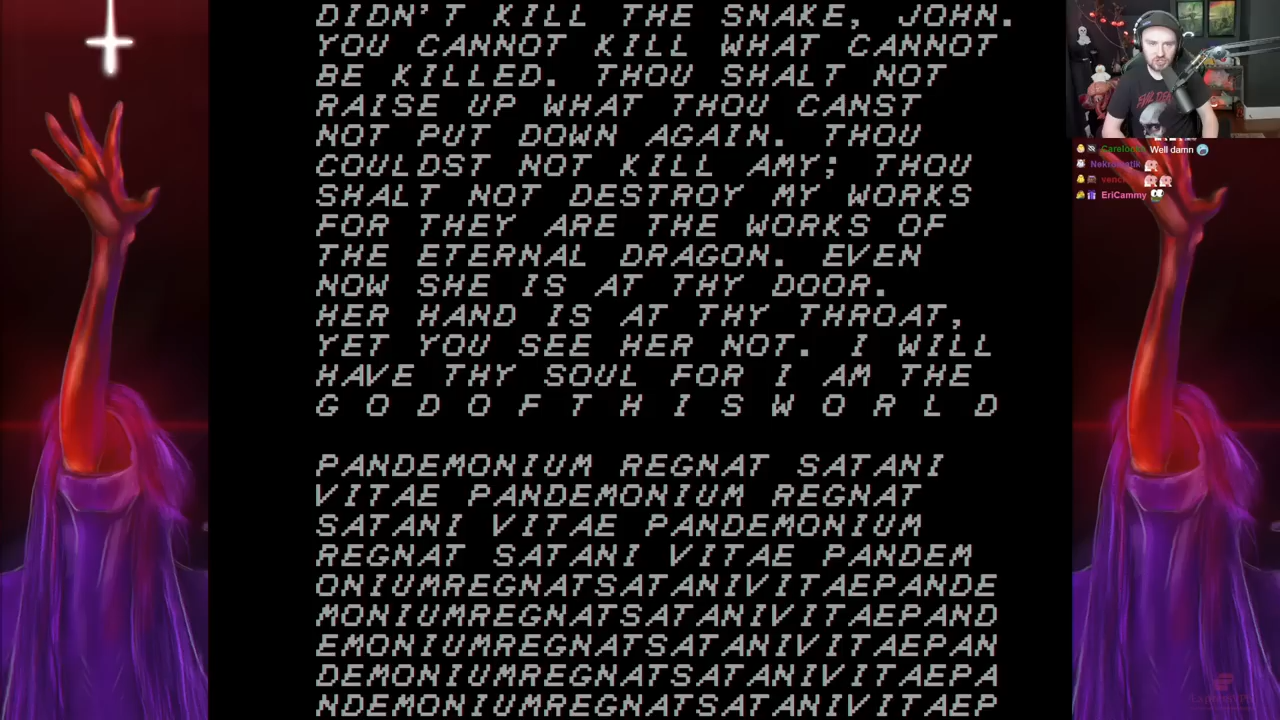 DIDN'T KILL THE SNAKE, JOHN.
YOU CANNOT KILL WHAT CANNOT
BE KILLED. THOU SHALT NOT
RAISE UP WHAT THOU CANST
NOT PUT DOWN AGAIN. THOU
COULDST NOT KILL AMY; THOU
SHALT NOT DESTROY MY WORKS
FOR THEY ARE THE WORKS OF
THE ETERNAL DRAGON. EVEN
NOW SHE IS AT THY DOOR.
HER HAND IS AT THY THROAT,
YET YOU SEE HER NOT. I WILL
HAVE THY SOUL FOR I AM THE
G O D O F T H I S W O R L D
PANDEMONIUM REGNAT SATANI
VITAE PANDEMONIUM REGNAT
SATANI VITAE PANDEMONIUM
REGNAT SATANI VITAE PANDEM
ONIUMREGNATSATANIVITAEPANDE
MONIUMREGNATSATANIVITAEPAND
EMONIUMREGNATSATANIVITAEPAN
DEMONIUMREGNATSATANIVITAEPA
NDEMONIUMREGNATSATANIVITAEP
Well damn
EriCammy